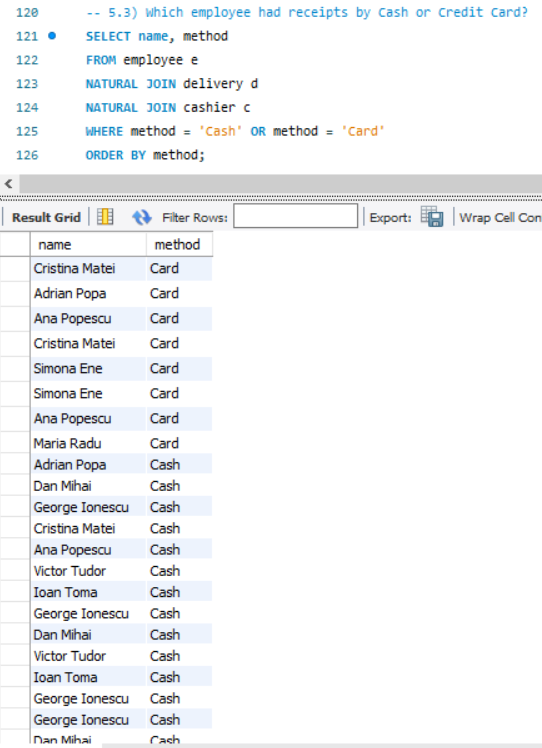 120 -- 5.3) Which employee had receipts by Cash or Credit Card?
121 SELECT name, method
122 FROM employee e
123 NATURAL JOIN delivery d
124 NATURAL JOIN cashier c
125 WHERE method = 'Cash' OR method = 'Card'
126 ORDER BY method;
Result Grid Filter Rows: Export: Wrap Cell Con
name method
Cristina Matei Card
Adrian Popa Card
Ana Popescu Card
Cristina Matei Card
Simona Ene Card
Simona Ene Card
Ana Popescu Card
Maria Radu Card
Adrian Popa Cash
Dan Mihai Cash
George Ionescu Cash
Cristina Matei Cash
Ana Popescu Cash
Victor Tudor Cash
Ioan Toma Cash
George Ionescu Cash
Dan Mihai Cash
Victor Tudor Cash
Ioan Toma Cash
George Ionescu Cash
George Ionescu Cash
Dan Mihai Cash